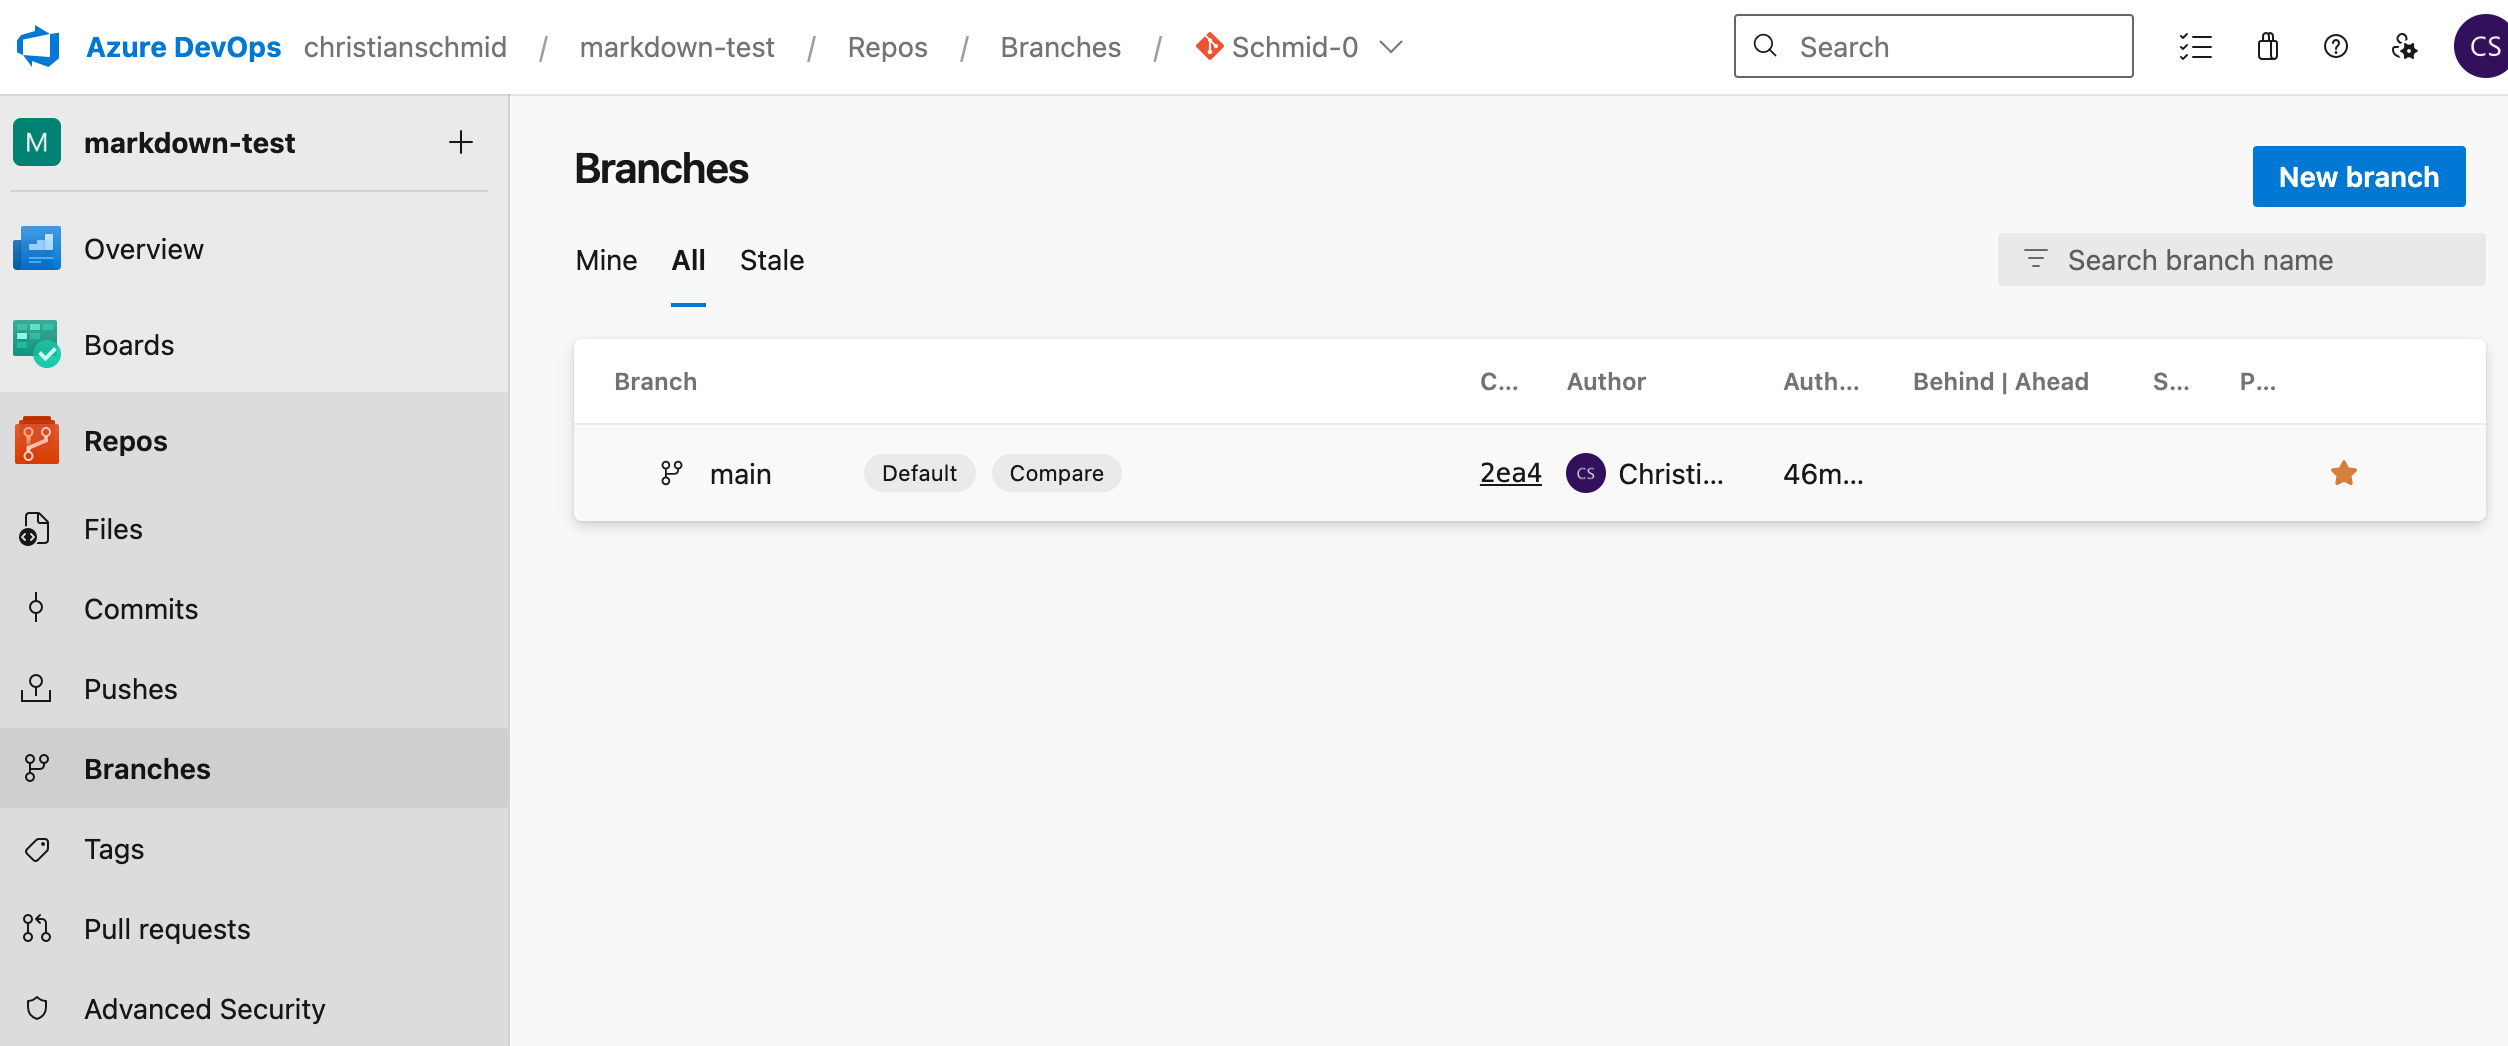 Azure DevOps christianschmid / markdown-test / Repos / Branches / Schmid-0
Search
CS
M markdown-test
Overview
Boards
Repos
Files
Commits
Pushes
Branches
Tags
Pull requests
Advanced Security
Branches
New branch
Mine All Stale
Search branch name
Branch C... Author Auth... Behind | Ahead S... P...
main Default Compare 2ea4 CS Christi... 46m...